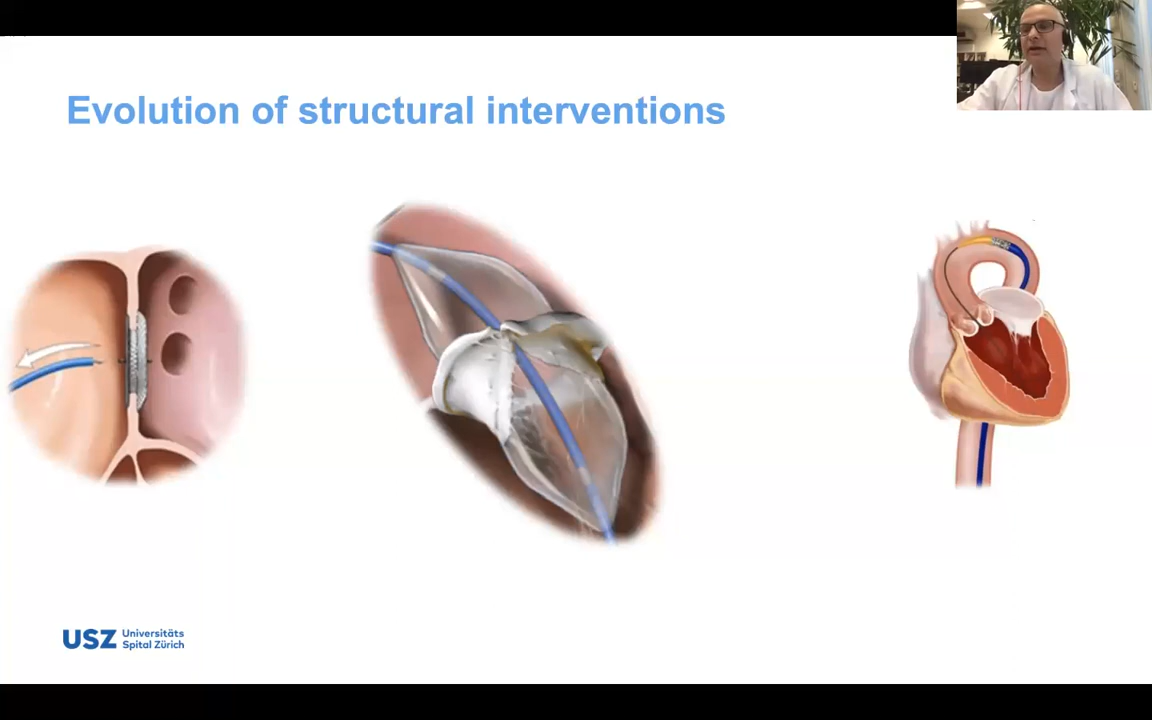 Evolution of structural interventions
USZ Universitäts
Spital Zürich